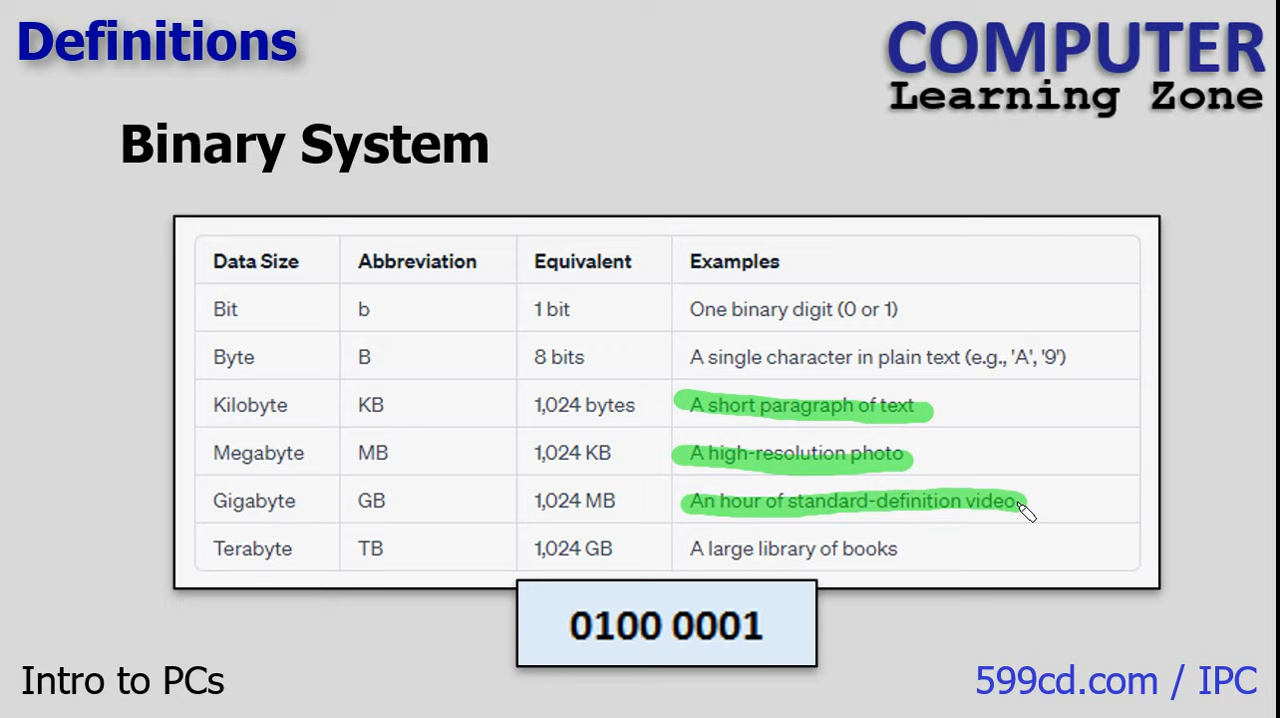 Definitions
COMPUTER
Learning Zone
Binary System
Data Size Abbreviation Equivalent Examples
Bit b 1 bit One binary digit (0 or 1)
Byte B 8 bits A single character in plain text (e.g., 'A', '9')
Kilobyte KB 1,024 bytes A short paragraph of text
Megabyte MB 1,024 KB A high-resolution photo
Gigabyte GB 1,024 MB An hour of standard-definition video
Terabyte TB 1,024 GB A large library of books
0100 0001
Intro to PCs
599cd.com / IPC